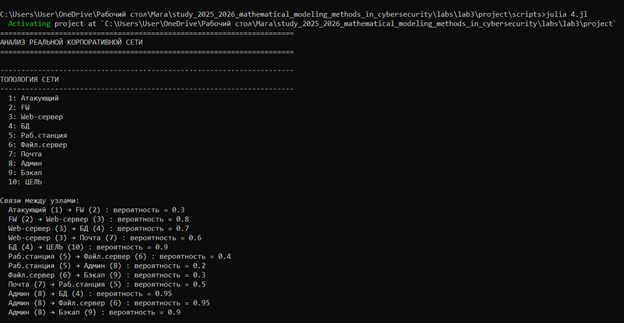 C:\Users\User\OneDrive\Рабочий стол\Мага\study_2025_2026_mathematical_modeling_methods_in_cybersecurity\labs\lab3\project\scripts>julia 4.jl
Activating project at `C:\Users\User\OneDrive\Рабочий стол\Мага\study_2025_2026_mathematical_modeling_methods_in_cybersecurity\labs\lab3\project`
======================================================================
АНАЛИЗ РЕАЛЬНОЙ КОРПОРАТИВНОЙ СЕТИ
======================================================================
----------------------------------------------------------------------
ТОПОЛОГИЯ СЕТИ
----------------------------------------------------------------------
1: Атакующий
2: FW
3: Web-сервер
4: БД
5: Раб.станция
6: Файл.сервер
7: Почта
8: Админ
9: Бэкап
10: ЦЕЛЬ
Связи между узлами:
Атакующий (1) → FW (2) : вероятность = 0.3
FW (2) → Web-сервер (3) : вероятность = 0.8
Web-сервер (3) → БД (4) : вероятность = 0.7
Web-сервер (3) → Почта (7) : вероятность = 0.6
БД (4) → ЦЕЛЬ (10) : вероятность = 0.9
Раб.станция (5) → Файл.сервер (6) : вероятность = 0.4
Раб.станция (5) → Админ (8) : вероятность = 0.2
Файл.сервер (6) → Бэкап (9) : вероятность = 0.3
Почта (7) → Раб.станция (5) : вероятность = 0.5
Админ (8) → БД (4) : вероятность = 0.95
Админ (8) → Файл.сервер (6) : вероятность = 0.95
Админ (8) → Бэкап (9) : вероятность = 0.9